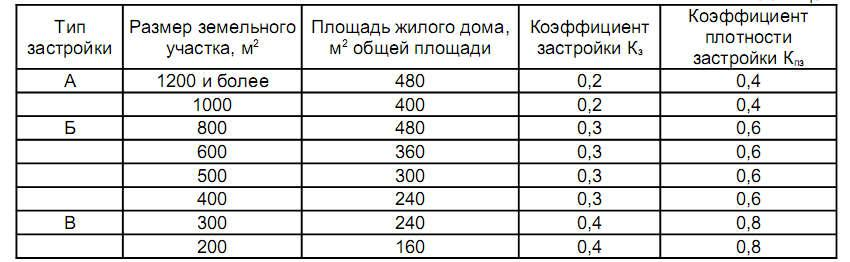 Тип застройки | Размер земельного участка, м² | Площадь жилого дома, м² общей площади | Коэффициент застройки Кз | Коэффициент плотности застройки Кпз
А | 1200 и более | 480 | 0,2 | 0,4
1000 | 400 | 0,2 | 0,4
Б | 800 | 480 | 0,3 | 0,6
600 | 360 | 0,3 | 0,6
500 | 300 | 0,3 | 0,6
400 | 240 | 0,3 | 0,6
В | 300 | 240 | 0,4 | 0,8
200 | 160 | 0,4 | 0,8